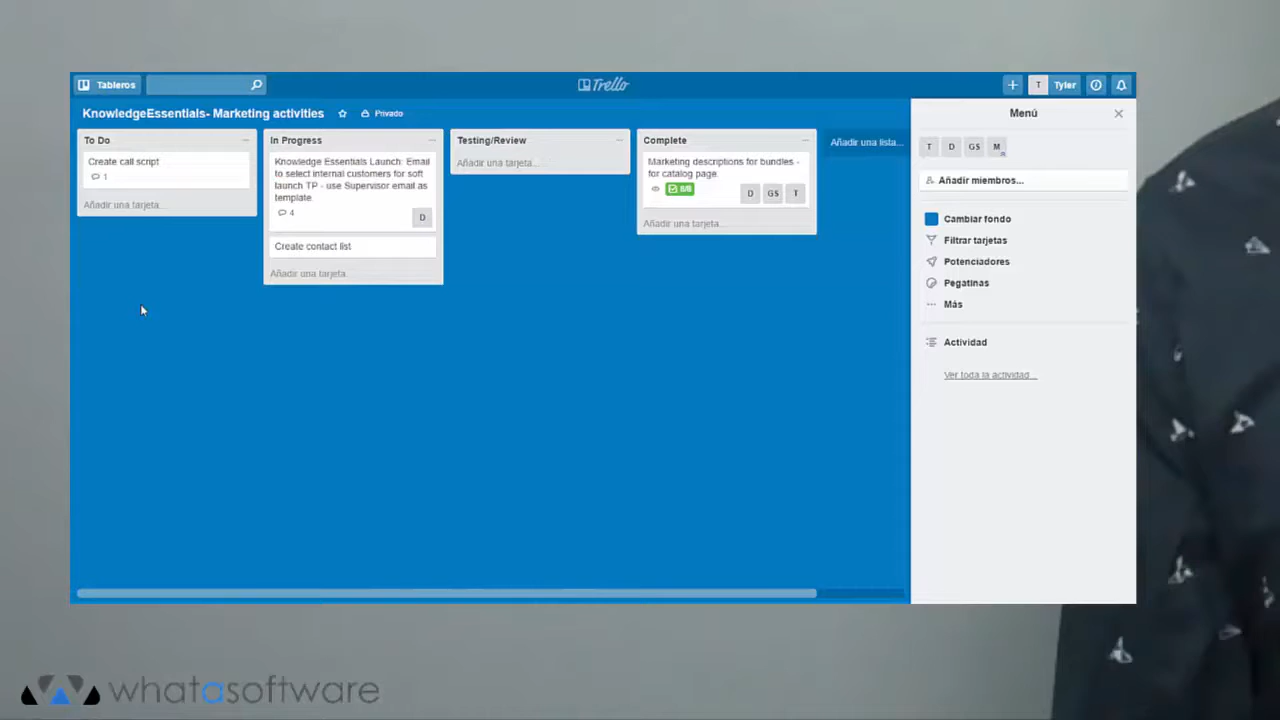 Tableros
Trello
T Tyler
KnowledgeEssentials- Marketing activities
Privado
To Do
Create call script
1
Añadir una tarjeta...
In Progress
Knowledge Essentials Launch: Email
to select internal customers for soft
launch TP - use Supervisor email as
template
4
D
Create contact list
Añadir una tarjeta...
Testing/Review
Añadir una tarjeta...
Complete
Marketing descriptions for bundles -
for catalog page.
8/8
D GS T
Añadir una tarjeta...
Añadir una lista...
Menú
T D GS M
Añadir miembros...
Cambiar fondo
Filtrar tarjetas
Potenciadores
Pegatinas
Más
Actividad
Ver toda la actividad...
whatasoftware